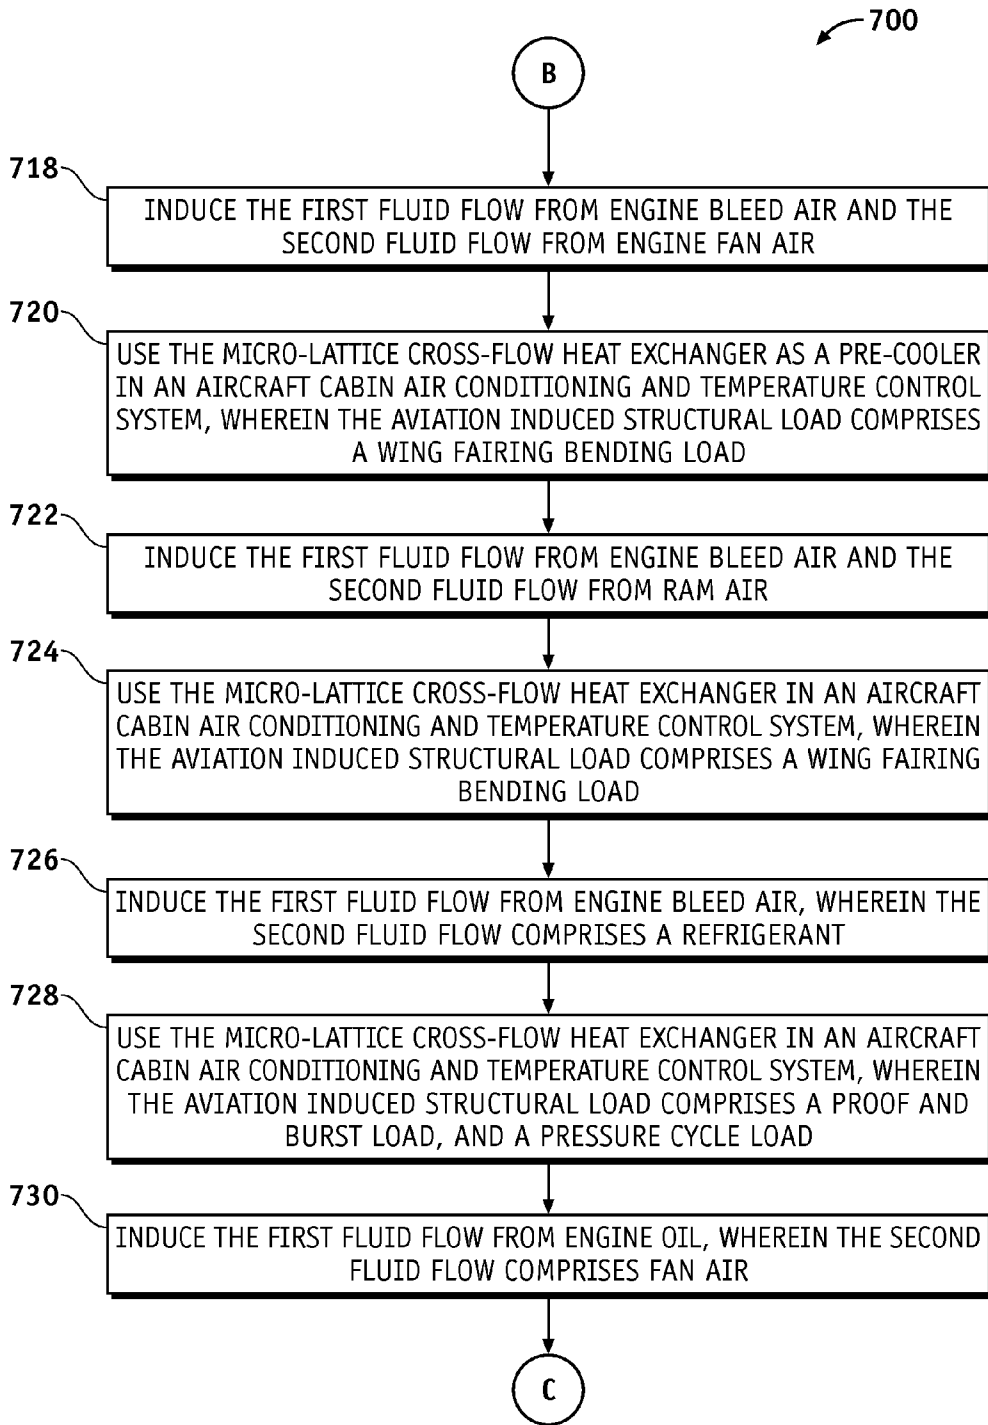 700
B
718
INDUCE THE FIRST FLUID FLOW FROM ENGINE BLEED AIR AND THE
SECOND FLUID FLOW FROM ENGINE FAN AIR
720
USE THE MICRO-LATTICE CROSS-FLOW HEAT EXCHANGER AS A PRE-COOLER
IN AN AIRCRAFT CABIN AIR CONDITIONING AND TEMPERATURE CONTROL
SYSTEM, WHEREIN THE AVIATION INDUCED STRUCTURAL LOAD COMPRISES
A WING FAIRING BENDING LOAD
722
INDUCE THE FIRST FLUID FLOW FROM ENGINE BLEED AIR AND THE
SECOND FLUID FLOW FROM RAM AIR
724
USE THE MICRO-LATTICE CROSS-FLOW HEAT EXCHANGER IN AN AIRCRAFT
CABIN AIR CONDITIONING AND TEMPERATURE CONTROL SYSTEM, WHEREIN
THE AVIATION INDUCED STRUCTURAL LOAD COMPRISES A WING FAIRING
BENDING LOAD
726
INDUCE THE FIRST FLUID FLOW FROM ENGINE BLEED AIR, WHEREIN THE
SECOND FLUID FLOW COMPRISES A REFRIGERANT
728
USE THE MICRO-LATTICE CROSS-FLOW HEAT EXCHANGER IN AN AIRCRAFT
CABIN AIR CONDITIONING AND TEMPERATURE CONTROL SYSTEM, WHEREIN
THE AVIATION INDUCED STRUCTURAL LOAD COMPRISES A PROOF AND
BURST LOAD, AND A PRESSURE CYCLE LOAD
730
INDUCE THE FIRST FLUID FLOW FROM ENGINE OIL, WHEREIN THE SECOND
FLUID FLOW COMPRISES FAN AIR
C